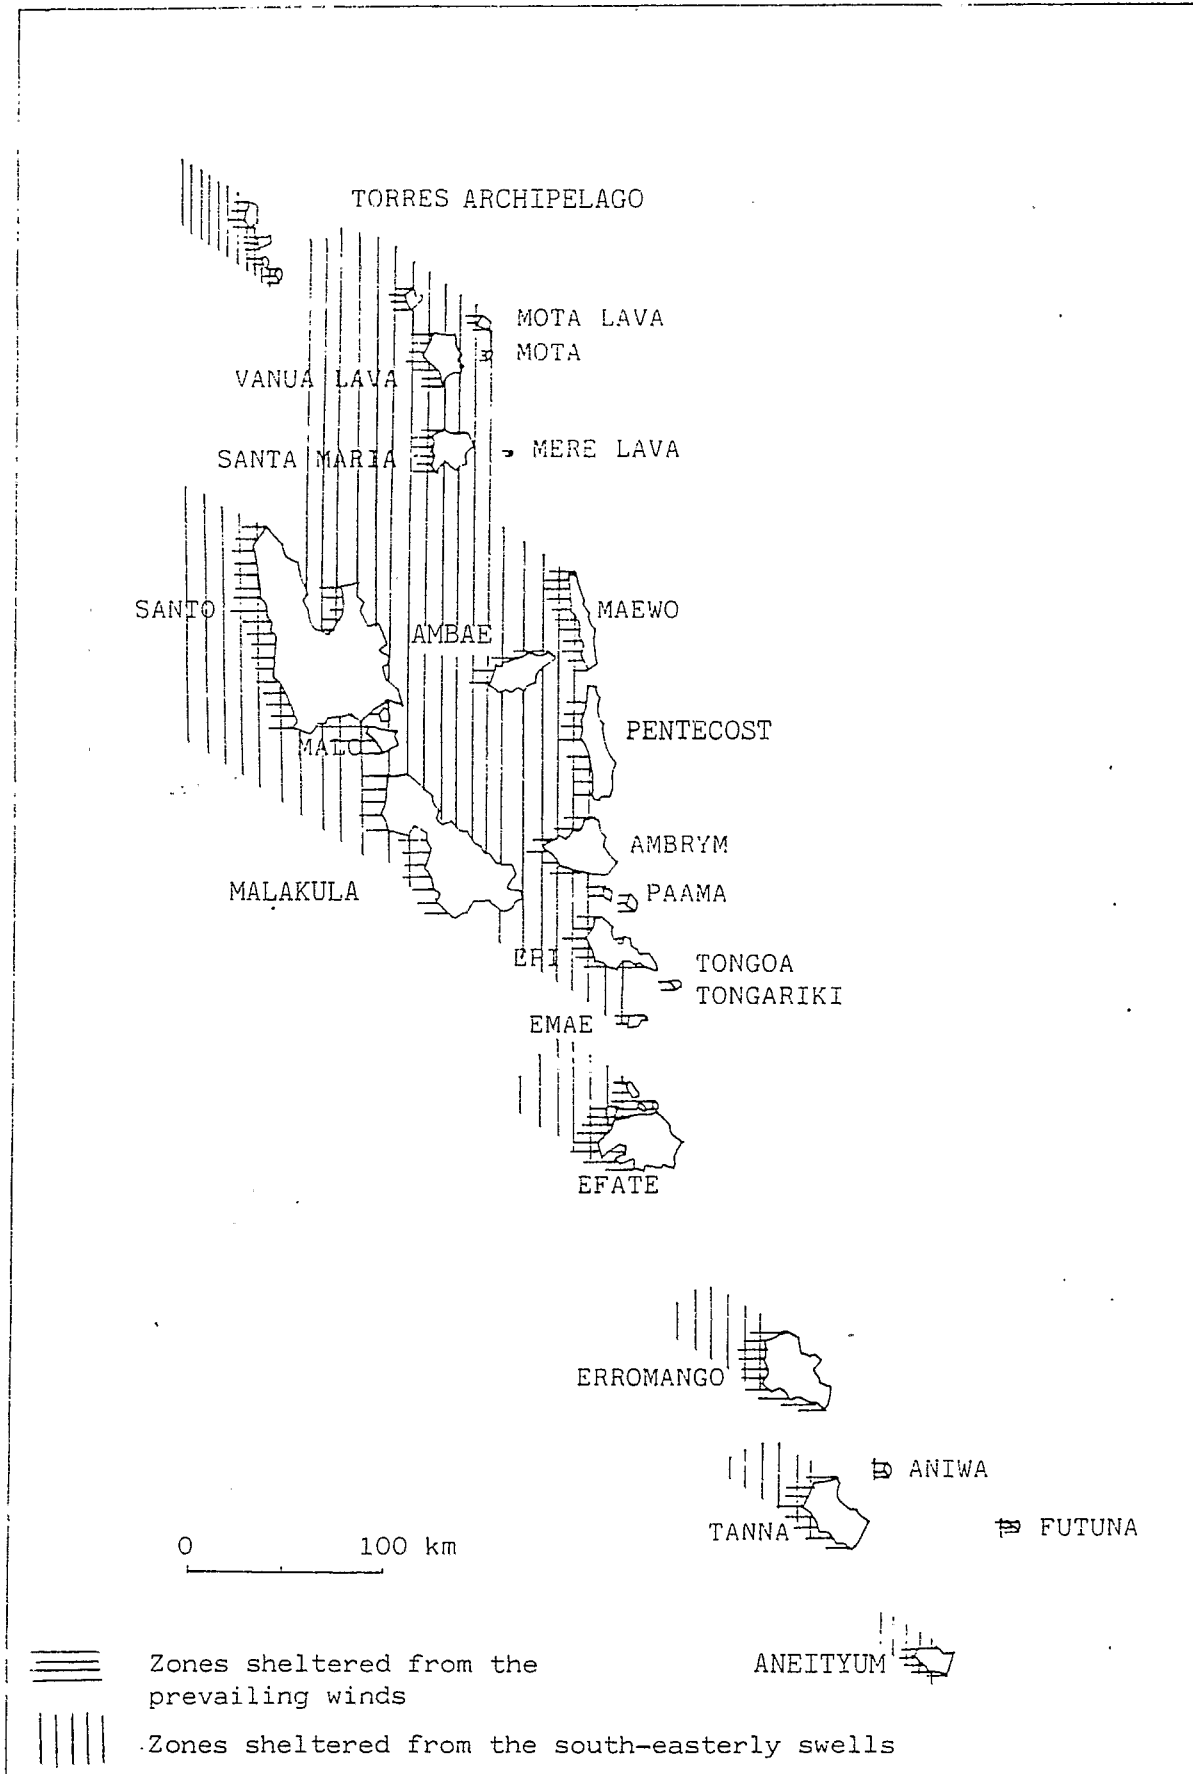 TORRES ARCHIPELAGO
MOTA LAVA
MOTA
VANUA LAVA
SANTA MARIA
MERE LAVA
SANTO
MAEWO
AMBAE
PENTECOST
MALO
AMBRYM
MALAKULA
PAAMA
EPI
TONGOA
TONGARIKI
EMAE
EFATE
ERROMANGO
ANIWA
TANNA
FUTUNA
0 100 km
ANEITYUM
Zones sheltered from the
prevailing winds
Zones sheltered from the south-easterly swells